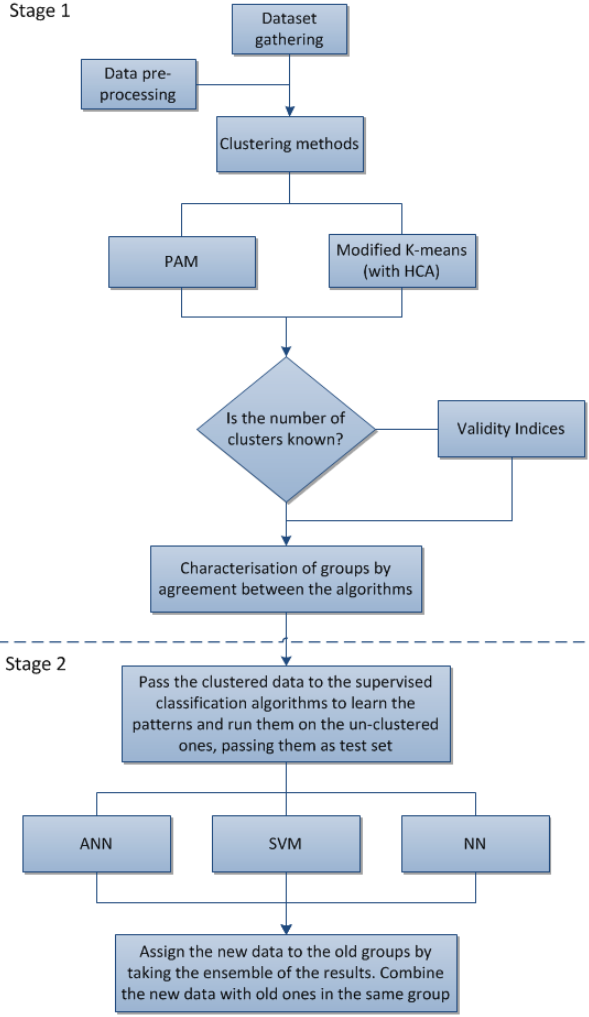 Stage 1
Dataset
gathering
Data pre-
processing
Clustering methods
PAM
Modified K-means
(with HCA)
Is the number of
clusters known?
Validity Indices
Characterisation of groups by
agreement between the algorithms
Stage 2
Pass the clustered data to the supervised
classification algorithms to learn the
patterns and run them on the un-clustered
ones, passing them as test set
ANN
SVM
NN
Assign the new data to the old groups by
taking the ensemble of the results. Combine
the new data with old ones in the same group